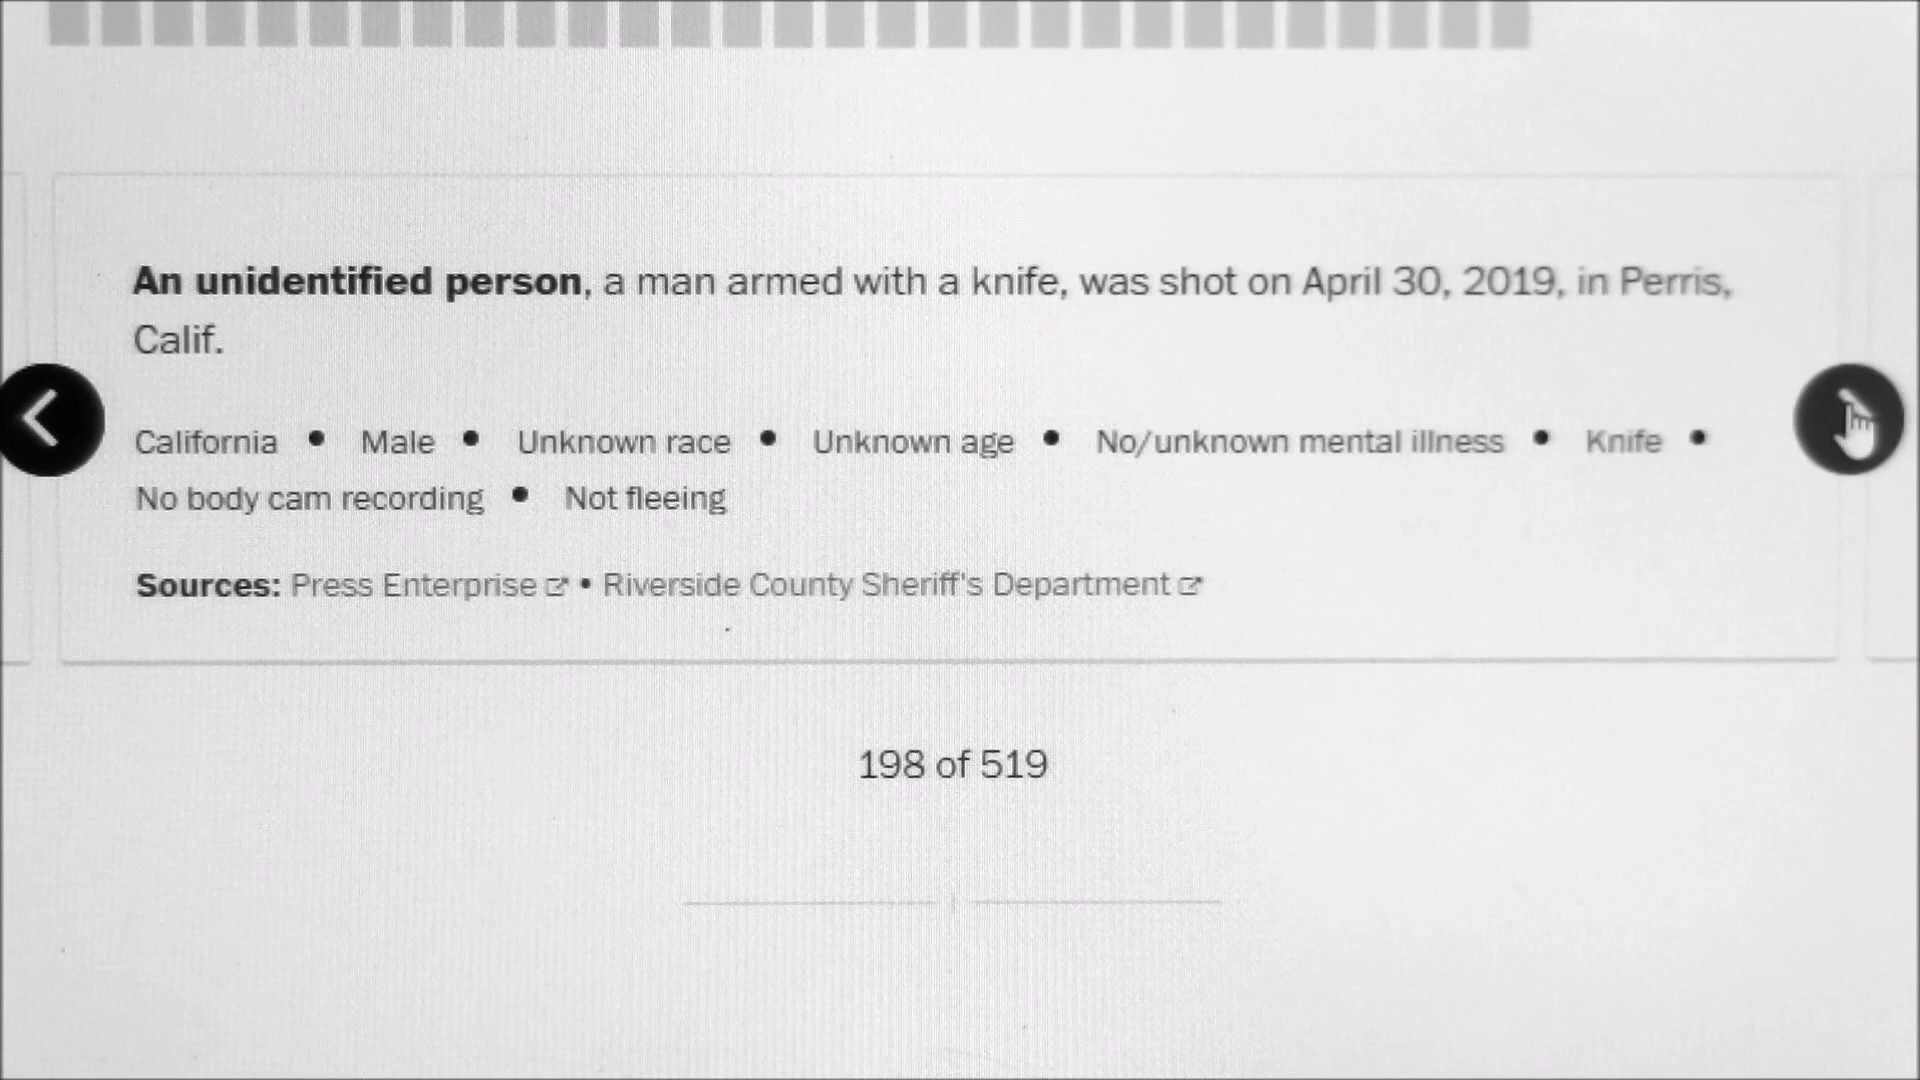 An unidentified person, a man armed with a knife, was shot on April 30, 2019, in Perris,
Calif.
California • Male • Unknown race • Unknown age • No/unknown mental illness • Knife •
No body cam recording • Not fleeing
Sources: Press Enterprise • Riverside County Sheriff's Department
198 of 519